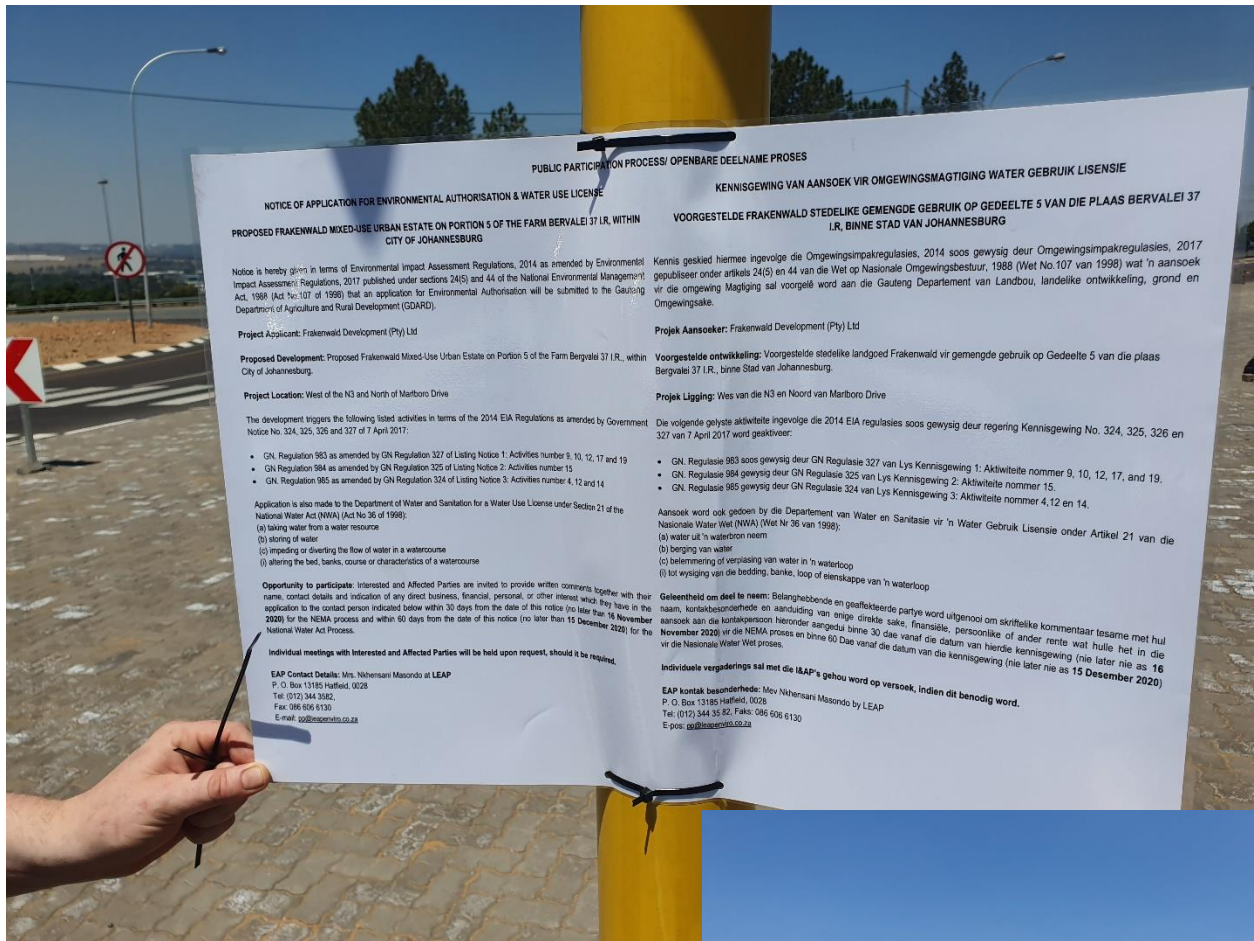 PUBLIC PARTICIPATION PROCESS/ OPENBARE DEELNAME PROSES
NOTICE OF APPLICATION FOR ENVIRONMENTAL AUTHORISATION & WATER USE LICENSE
PROPOSED FRAKENWALD MIXED-USE URBAN ESTATE ON PORTION 5 OF THE FARM BERVALEI 37 I.R, WITHIN
CITY OF JOHANNESBURG
Notice is hereby given in terms of Environmental Impact Assessment Regulations, 2014 as amended by Environmental
Impact Assessment Regulations, 2017 published under sections 24(5) and 44 of the National Environmental Management
Act, 1988 (Act No.107 of 1998) that an application for Environmental Authorisation will be submitted to the Gauteng
Department of Agriculture and Rural Development (GDARD).
Project Applicant: Frakenwald Development (Pty) Ltd
Proposed Development: Proposed Frakenwald Mixed-Use Urban Estate on Portion 5 of the Farm Bergvalei 37 I.R., within
City of Johannesburg.
Project Location: West of the N3 and North of Marlboro Drive
The development triggers the following listed activities in terms of the 2014 EIA Regulations as amended by Government
Notice No. 324, 325, 326 and 327 of 7 April 2017:
• GN. Regulation 983 as amended by GN Regulation 327 of Listing Notice 1: Activities number 9, 10, 12, 17 and 19
• GN. Regulation 984 as amended by GN Regulation 325 of Listing Notice 2: Activities number 15
• GN. Regulation 985 as amended by GN Regulation 324 of Listing Notice 3: Activities number 4, 12 and 14
Application is also made to the Department of Water and Sanitation for a Water Use License under Section 21 of the
National Water Act (NWA) (Act No 36 of 1998):
(a) taking water from a water resource
(b) storing of water
(c) impeding or diverting the flow of water in a watercourse
(i) altering the bed, banks, course or characteristics of a watercourse
Opportunity to participate: Interested and Affected Parties are invited to provide written comments together with their
name, contact details and indication of any direct business, financial, personal, or other interest which they have in the
application to the contact person indicated below within 30 days from the date of this notice (no later than 16 November
2020) for the NEMA process and within 60 days from the date of this notice (no later than 15 December 2020) for the
National Water Act Process.
Individual meetings with Interested and Affected Parties will be held upon request, should it be required.
EAP Contact Details: Mrs. Nkhensani Masondo at LEAP
P. O. Box 13185 Hatfield, 0028
Tel: (012) 344 3582,
Fax: 086 606 6130
E-mail: pp@leapenviro.co.za
KENNISGEWING VAN AANSOEK VIR OMGEWINGSMAGTIGING WATER GEBRUIK LISENSIE
VOORGESTELDE FRAKENWALD STEDELIKE GEMENGDE GEBRUIK OP GEDEELTE 5 VAN DIE PLAAS BERVALEI 37
I.R, BINNE STAD VAN JOHANNESBURG
Kennis geskied hiermee ingevolge die Omgewingsimpakregulasies, 2014 soos gewysig deur Omgewingsimpakregulasies, 2017
gepubliseer onder artikels 24(5) en 44 van die Wet op Nasionale Omgewingsbestuur, 1988 (Wet No.107 van 1998) wat 'n aansoek
vir die omgewing Magtiging sal voorgelê word aan die Gauteng Departement van Landbou, landelike ontwikkeling, grond en
Omgewingsake.
Projek Aansoeker: Frakenwald Development (Pty) Ltd
Voorgestelde ontwikkeling: Voorgestelde stedelike landgoed Frakenwald vir gemengde gebruik op Gedeelte 5 van die plaas
Bergvalei 37 I.R., binne Stad van Johannesburg.
Projek Ligging: Wes van die N3 en Noord van Marlboro Drive
Die volgende gelyste aktiwiteite ingevolge die 2014 EIA regulasies soos gewysig deur regering Kennisgewing No. 324, 325, 326 en
327 van 7 April 2017 word geaktiveer:
• GN. Regulasie 983 soos gewysig deur GN Regulasie 327 van Lys Kennisgewing 1: Aktiwiteite nommer 9, 10, 12, 17, and 19.
• GN. Regulasie 984 gewysig deur GN Regulasie 325 van Lys Kennisgewing 2: Aktiwiteite nommer 15.
• GN. Regulasie 985 gewysig deur GN Regulasie 324 van Lys Kennisgewing 3: Aktiwiteite nommer 4,12 en 14.
Aansoek word ook gedoen by die Departement van Water en Sanitasie vir 'n Water Gebruik Lisensie onder Artikel 21 van die
Nasionale Water Wet (NWA) (Wet Nr 36 van 1998):
(a) water uit 'n waterbron neem
(b) berging van water
(c) belemmering of verplasing van water in 'n waterloop
(i) tot wysiging van die bedding, banke, loop of eienskappe van 'n waterloop
Geleentheid om deel te neem: Belanghebbende en geaffekteerde partye word uitgenooi om skriftelike kommentaar tesame met hul
naam, kontakbesonderhede en aanduiding van enige direkte sake, finansiële, persoonlike of ander rente wat hulle het in die
aansoek aan die kontakpersoon hieronder aangedui binne 30 dae vanaf die datum van hierdie kennisgewing (nie later nie as 16
November 2020) vir die NEMA proses en binne 60 Dae vanaf die datum van die kennisgewing (nie later nie as 15 Desember 2020)
vir die Nasionale Water Wet proses.
Individuele vergaderings sal met die I&AP's gehou word op versoek, indien dit benodig word.
EAP kontak besonderhede: Mev Nkhensani Masondo by LEAP
P. O. Box 13185 Hatfield, 0028
Tel: (012) 344 35 82, Faks: 086 606 6130
E-pos: pp@leapenviro.co.za